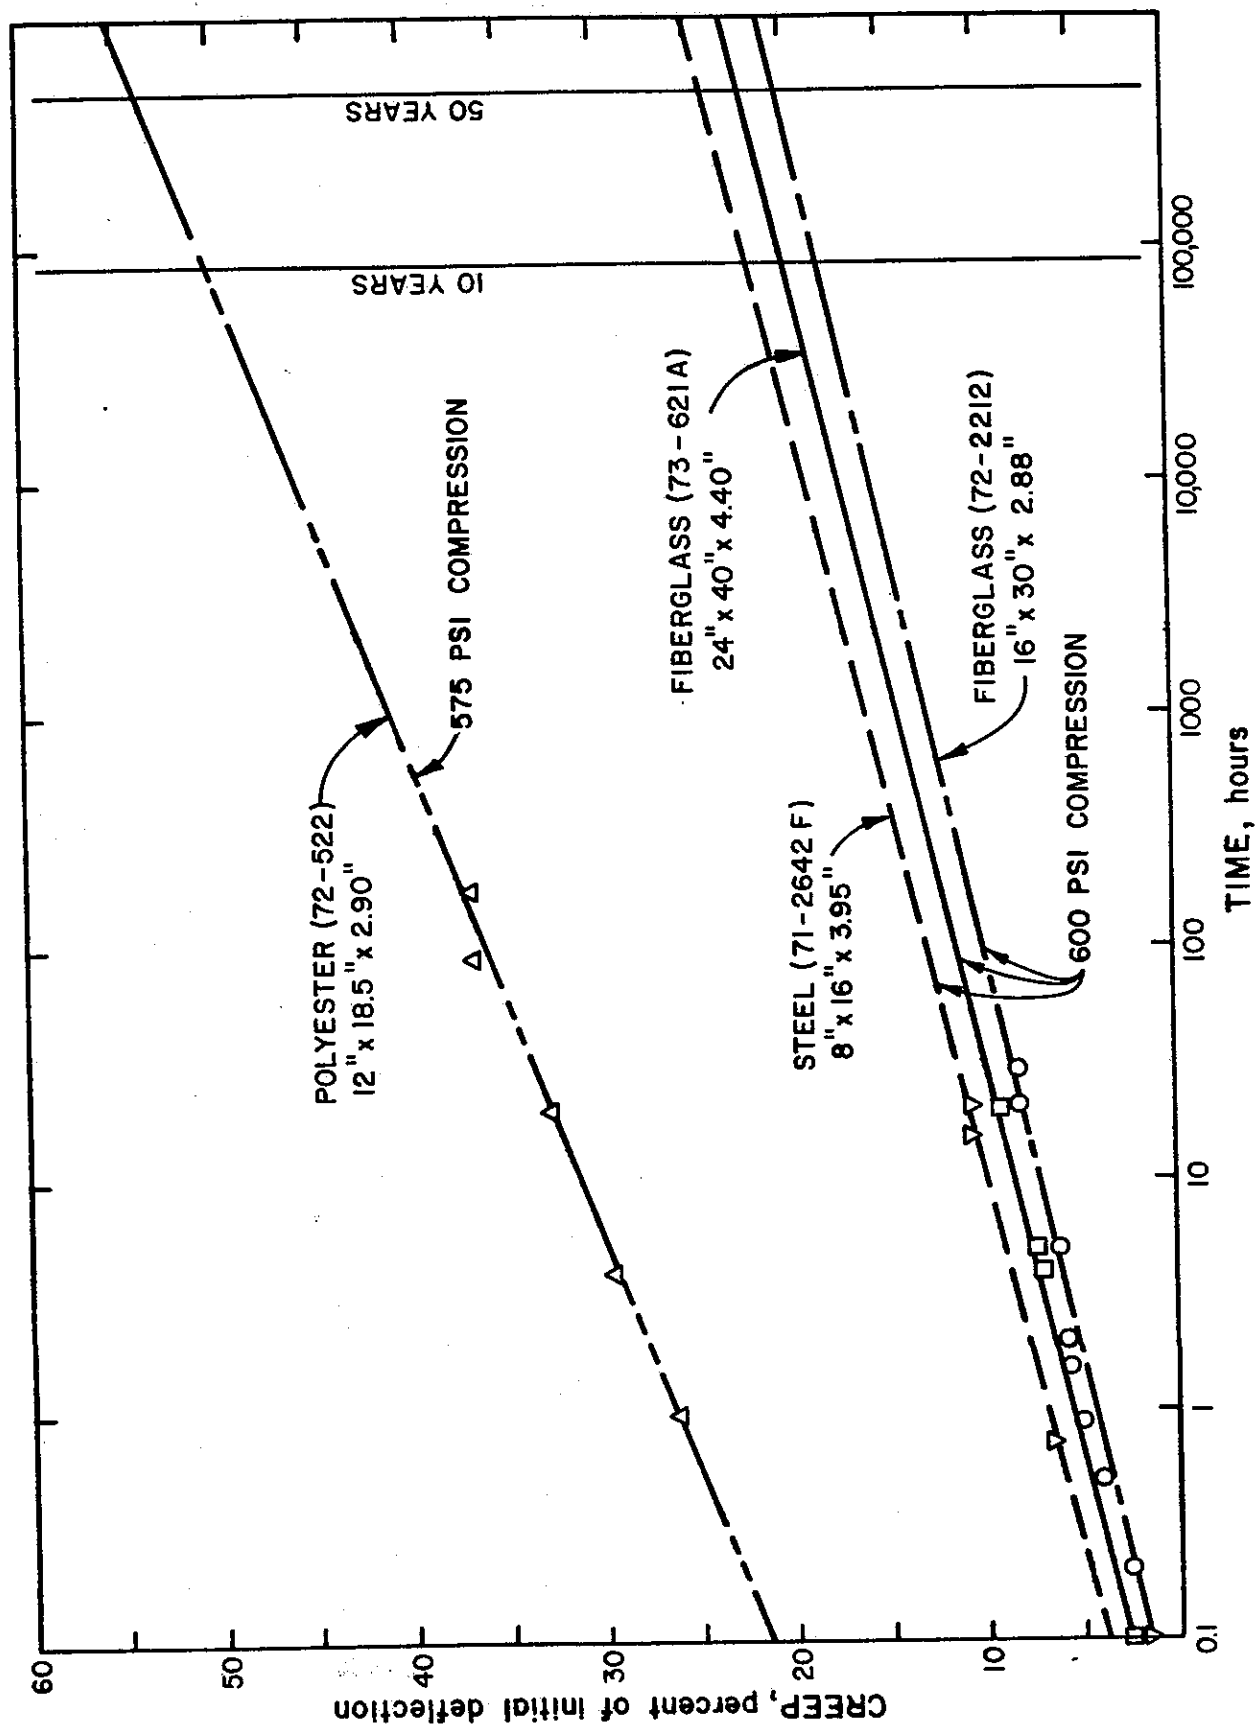 CREEP, percent of initial deflection
60
50
40
30
20
10
POLYESTER (72-522)
12" x 18.5" x 2.90"
575 PSI COMPRESSION
50 YEARS
10 YEARS
FIBERGLASS (73-621A)
24" x 40" x 4.40"
STEEL (71-2642 F)
8" x 16" x 3.95"
FIBERGLASS (72-2212)
16" x 30" x 2.88"
600 PSI COMPRESSION
0.1
1
10
100
1000
10,000
100,000
TIME, hours